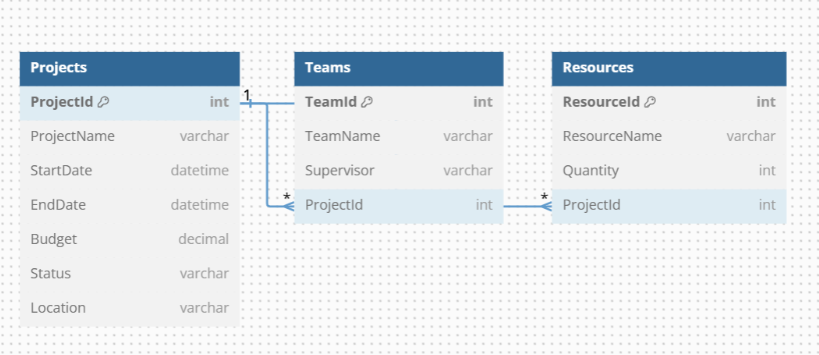 Projects
ProjectId int
ProjectName varchar
StartDate datetime
EndDate datetime
Budget decimal
Status varchar
Location varchar
1
*
Teams
TeamId int
TeamName varchar
Supervisor varchar
ProjectId int
*
Resources
ResourceId int
ResourceName varchar
Quantity int
ProjectId int